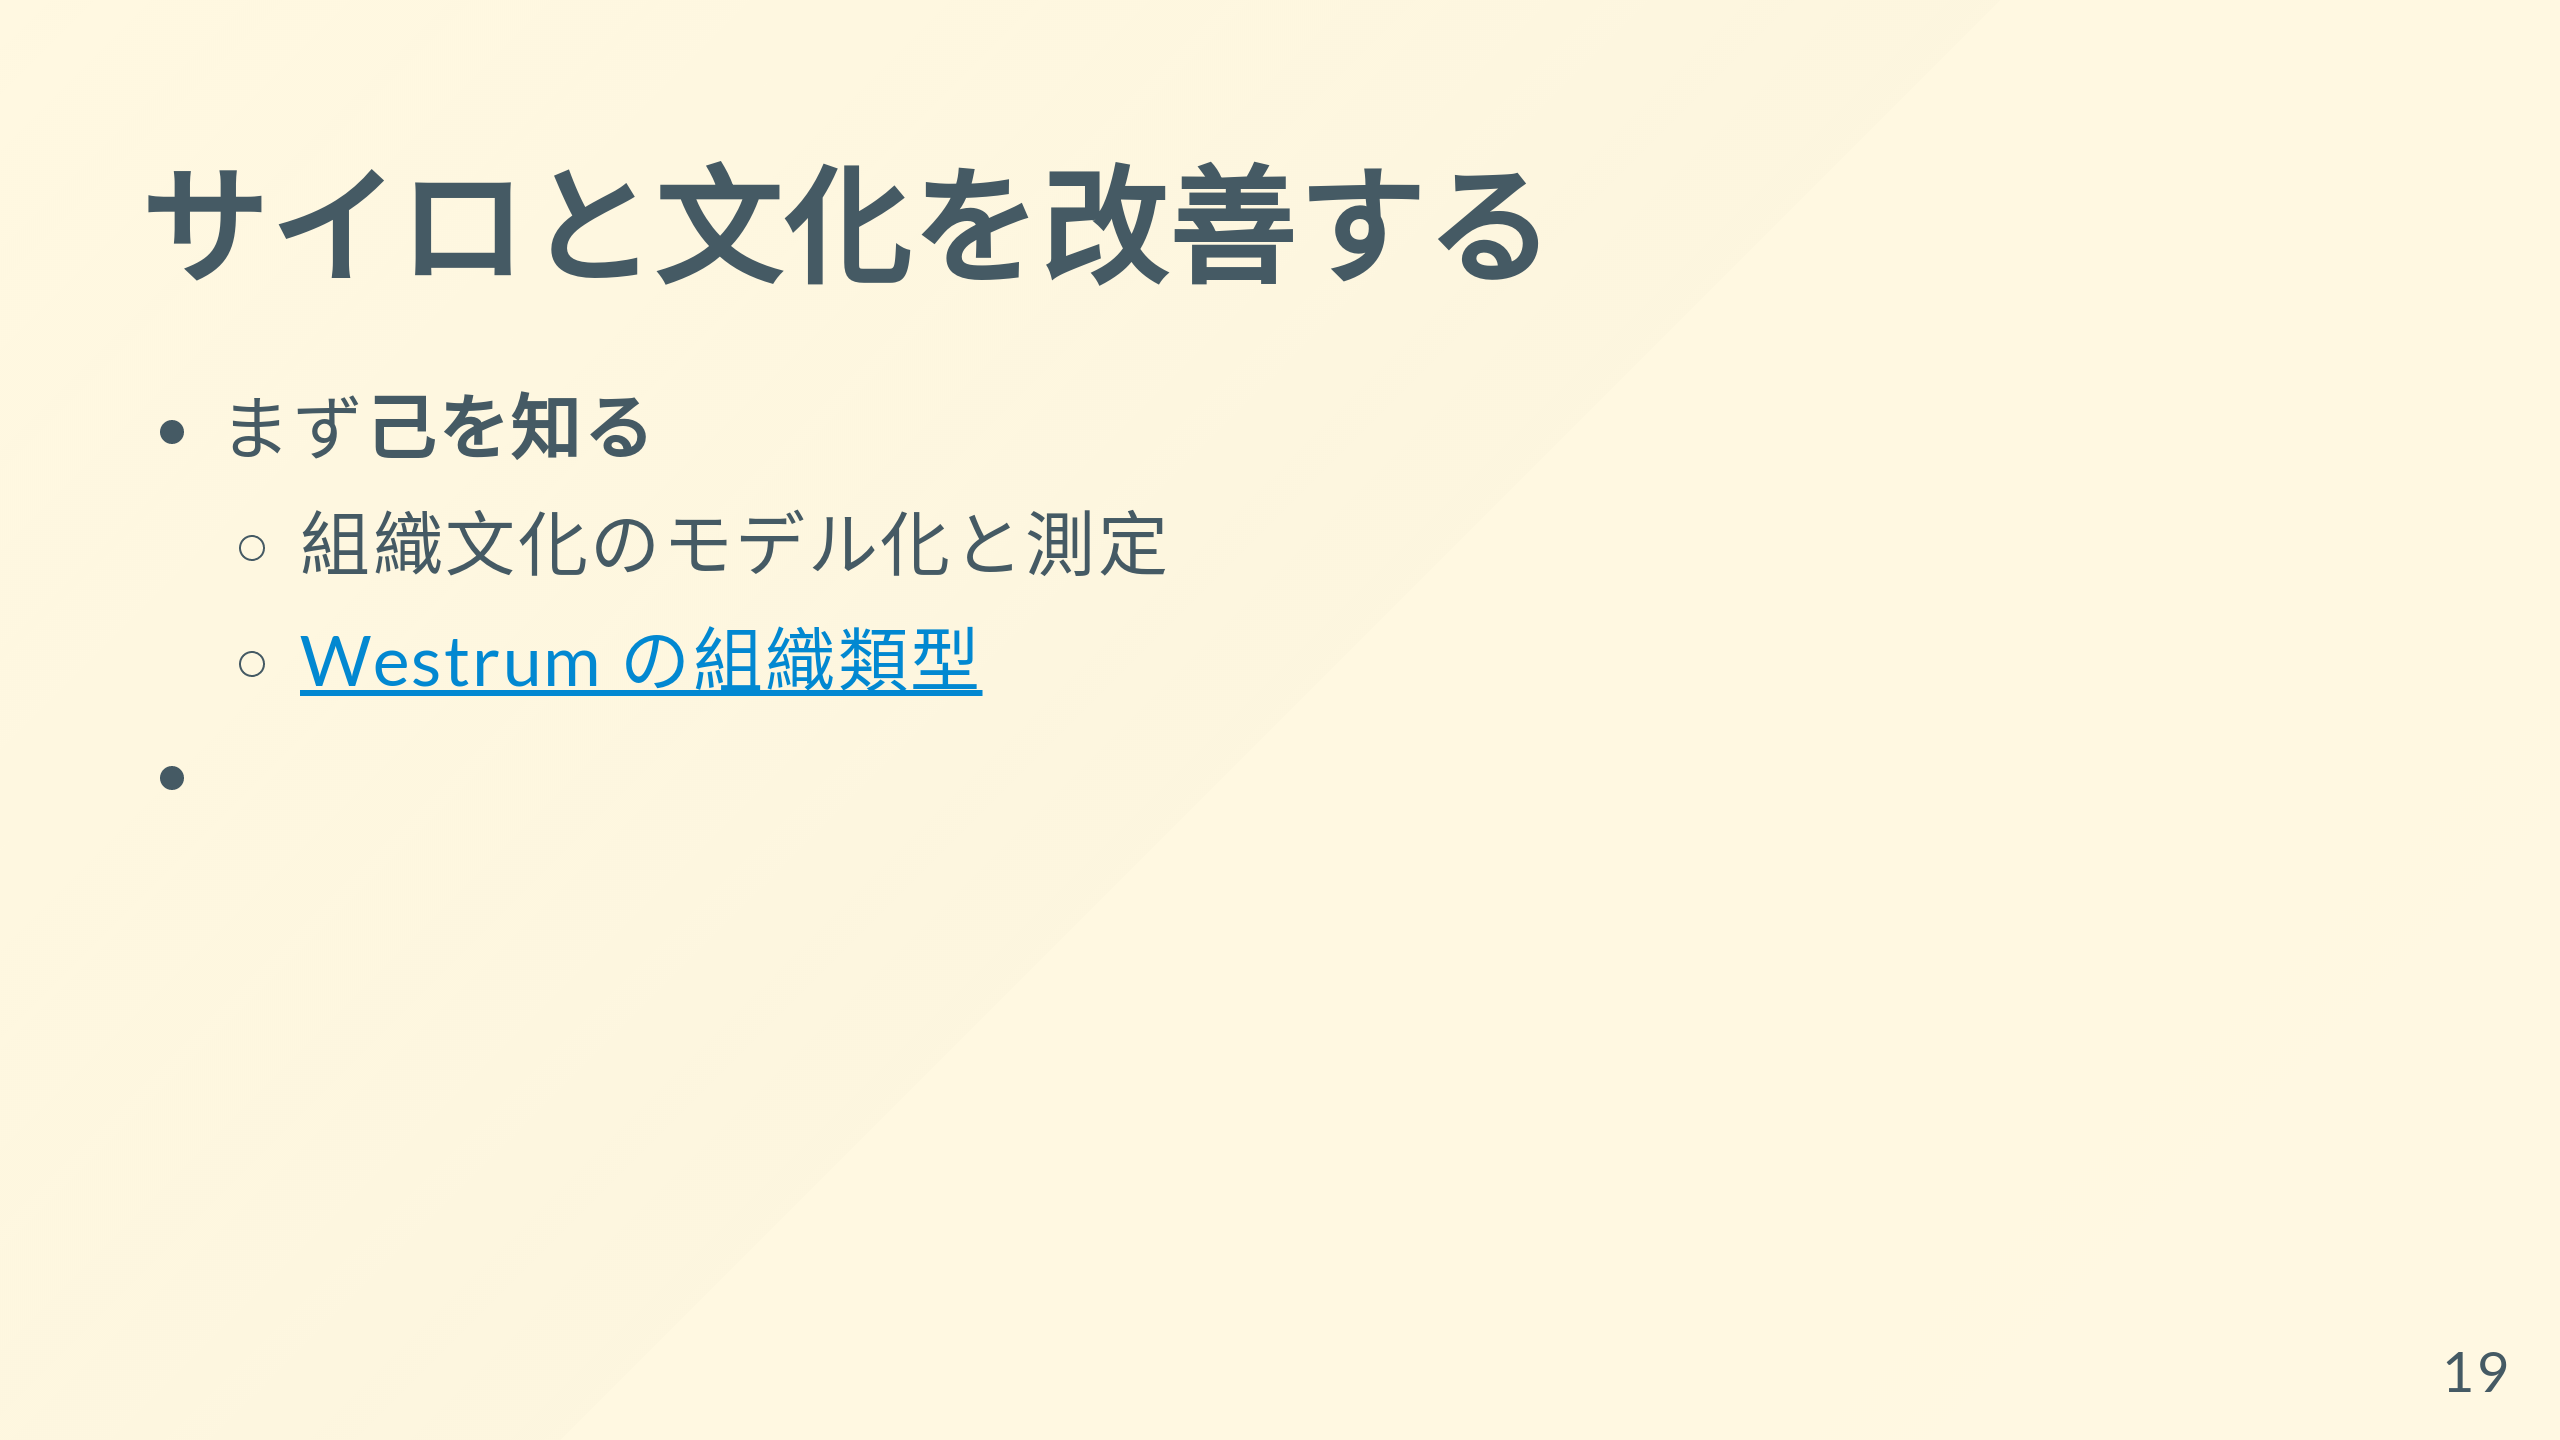 サイロと文化を改善する
• まず己を知る
○ 組織文化のモデル化と測定
○ Westrum の組織類型
•
19